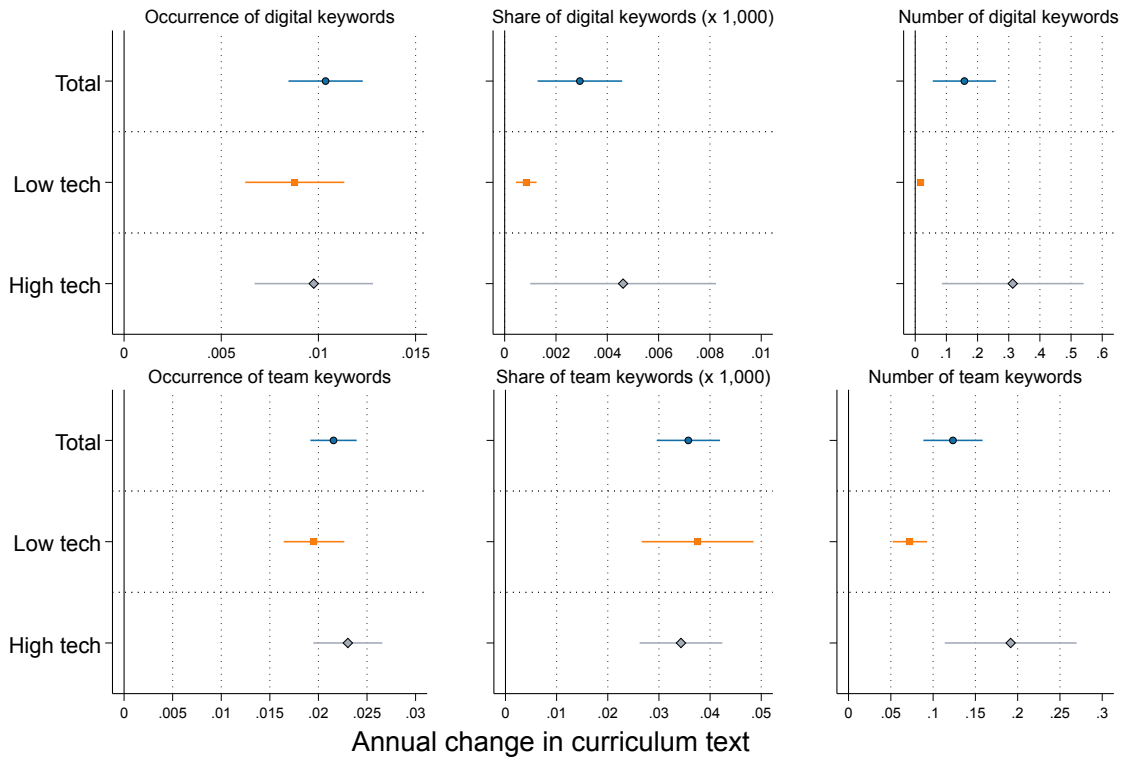 Occurrence of digital keywords
Share of digital keywords (x 1,000)
Number of digital keywords
Total
Low tech
High tech
0 .005 .01 .015
0 .002 .004 .006 .008 .01
0 .1 .2 .3 .4 .5 .6
Occurrence of team keywords
Share of team keywords (x 1,000)
Number of team keywords
Total
Low tech
High tech
0 .005 .01 .015 .02 .025 .03
0 .01 .02 .03 .04 .05
0 .05 .1 .15 .2 .25 .3
Annual change in curriculum text